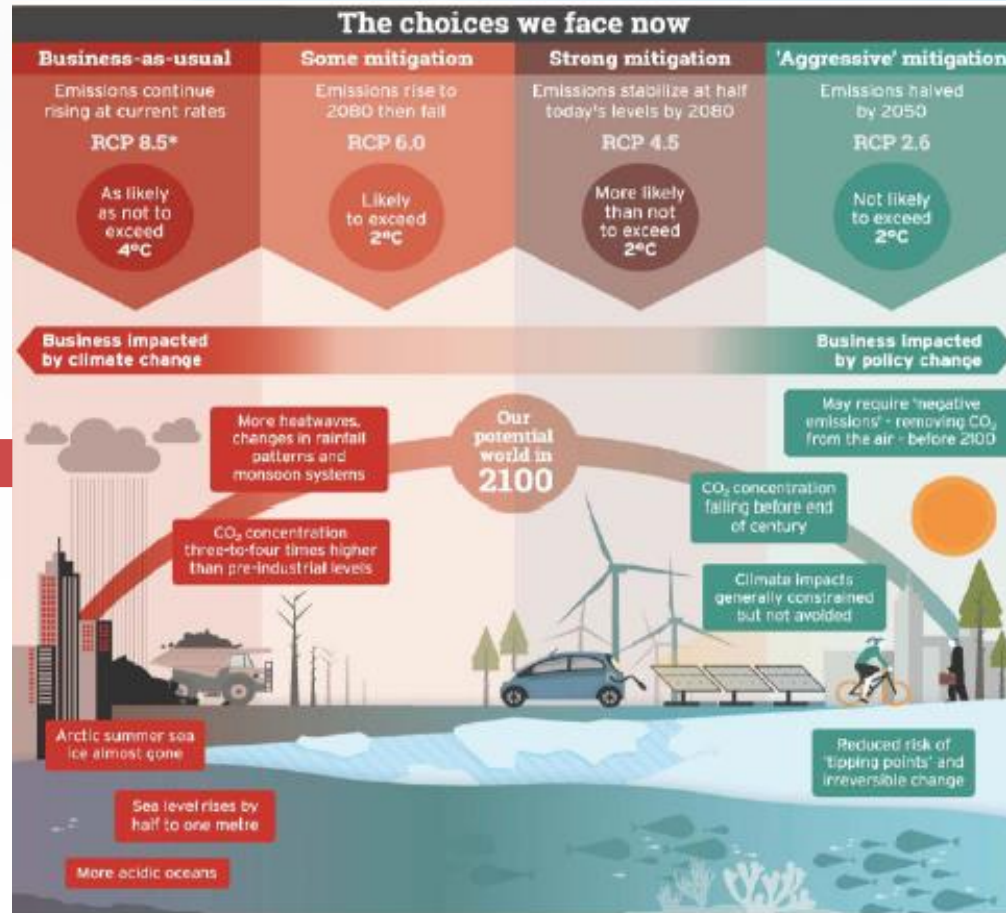 The choices we face now
Business-as-usual
Emissions continue
rising at current rates
RCP 8.5*
As likely
as not to
exceed
4°C
Some mitigation
Emissions rise to
2080 then fall
RCP 6.0
Likely
to exceed
2°C
Strong mitigation
Emissions stabilize at half
today's levels by 2080
RCP 4.5
More likely
than not
to exceed
2°C
'Aggressive' mitigation
Emissions halved
by 2050
RCP 2.6
Not likely
to exceed
2°C
Business impacted
by climate change
Business impacted
by policy change
Our
potential
world in
2100
More heatwaves,
changes in rainfall
patterns and
monsoon systems
CO₂ concentration
three-to-four times higher
than pre-industrial levels
Arctic summer sea
ice almost gone
Sea level rises by
half to one metre
More acidic oceans
May require 'negative
emissions' - removing CO₂
from the air - before 2100
CO₂ concentration
falling before end
of century
Climate impacts
generally constrained
but not avoided
Reduced risk of
'tipping points' and
irreversible change